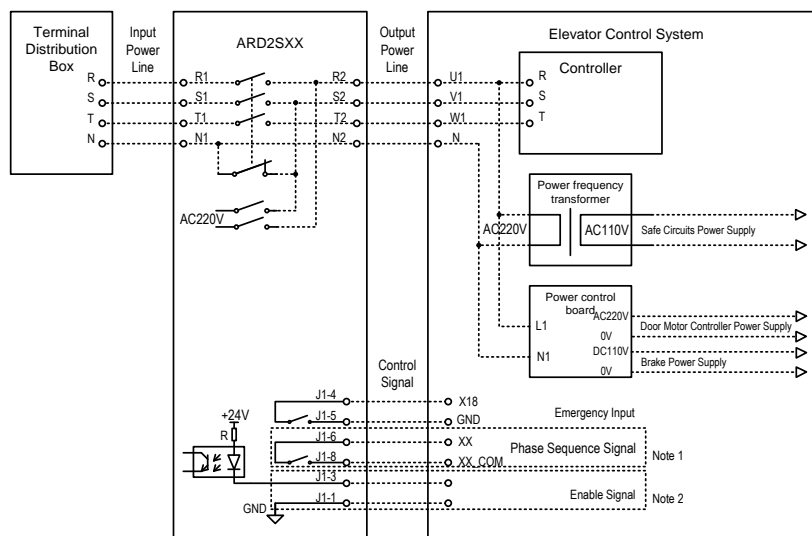 Terminal
Distribution
Box
Input
Power
Line
ARD2SXX
Output
Power
Line
Elevator Control System
Controller
R R1 R2 U1 R
S S1 S2 V1 S
T T1 T2 W1 T
N N1 N2 N
AC220V
Power frequency
transformer
AC220V AC110V
Safe Circuits Power Supply
Power control
board
AC220V
L1
0V
Door Motor Controller Power Supply
N1
DC110V
0V
Brake Power Supply
Control
Signal
J1-4 X18
J1-5 GND
Emergency Input
J1-6 XX
Phase Sequence Signal
Note 1
J1-8 XX_COM
J1-3
Enable Signal
Note 2
J1-1
+24V
R
GND